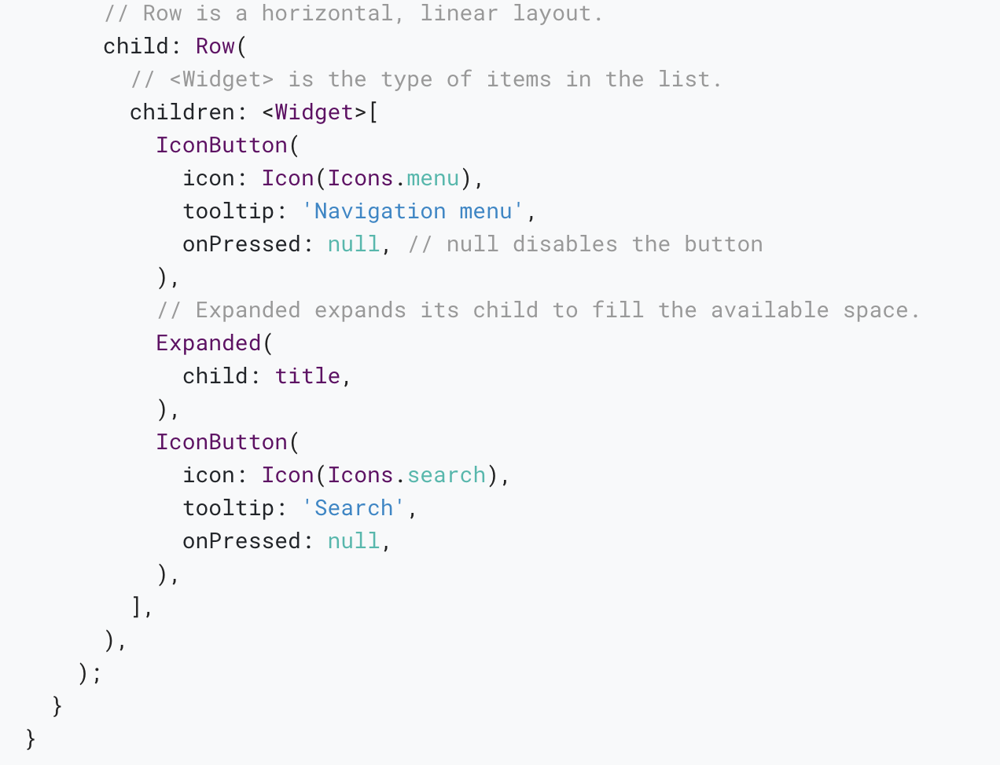 // Row is a horizontal, linear layout.
child: Row(
// <Widget> is the type of items in the list.
children: <Widget>[
IconButton(
icon: Icon(Icons.menu),
tooltip: 'Navigation menu',
onPressed: null, // null disables the button
),
// Expanded expands its child to fill the available space.
Expanded(
child: title,
),
IconButton(
icon: Icon(Icons.search),
tooltip: 'Search',
onPressed: null,
),
],
),
);
}
}